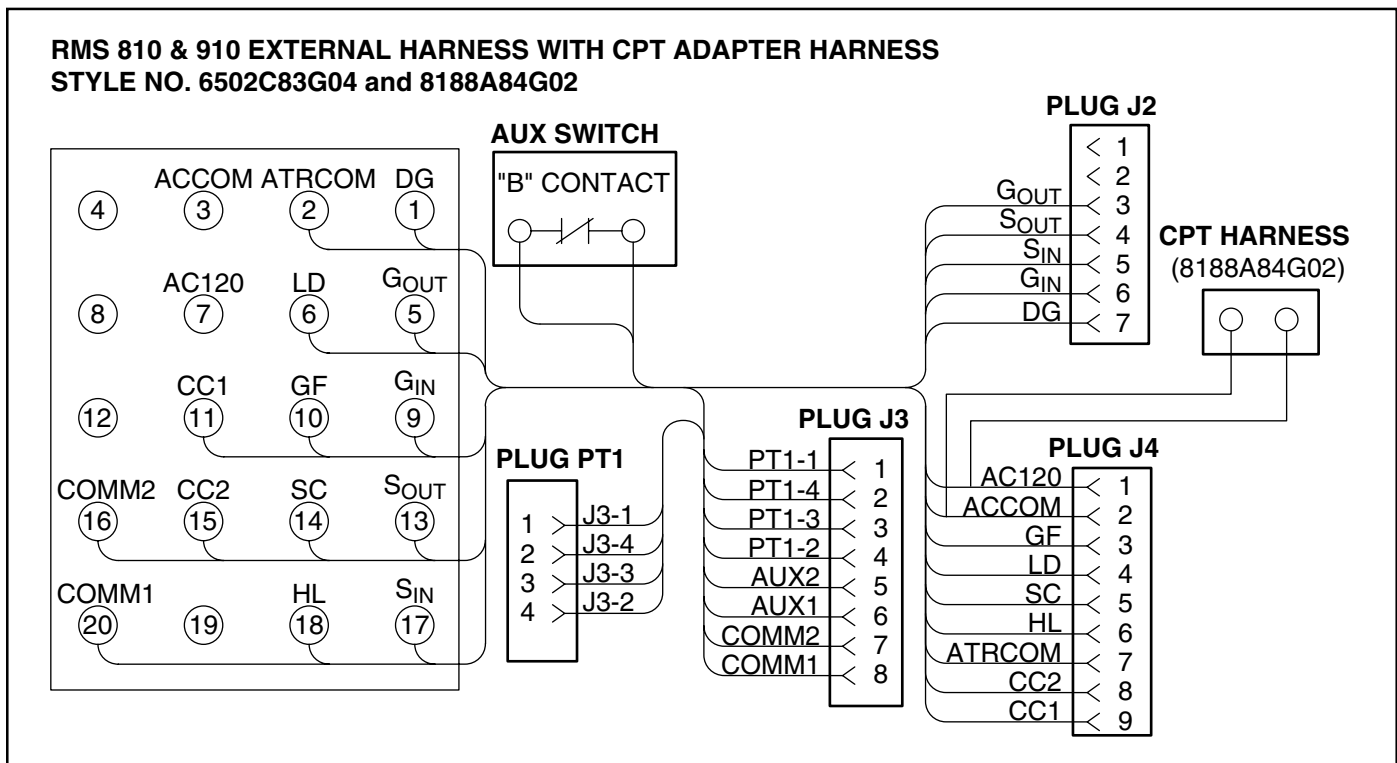 RMS 810 & 910 EXTERNAL HARNESS WITH CPT ADAPTER HARNESS
STYLE NO. 6502C83G04 and 8188A84G02
ACCOM ATRCOM DG
4 3 2 1
AC120 LD GOUT
8 7 6 5
CC1 GF GIN
12 11 10 9
COMM2 CC2 SC SOUT
16 15 14 13
COMM1 HL SIN
20 19 18 17
AUX SWITCH
"B" CONTACT
PLUG PT1
1 J3-1
2 J3-4
3 J3-3
4 J3-2
PLUG J3
PT1-1 1
PT1-4 2
PT1-3 3
PT1-2 4
AUX2 5
AUX1 6
COMM2 7
COMM1 8
PLUG J2
1
2
GOUT 3
SOUT 4
SIN 5
GIN 6
DG 7
CPT HARNESS
(8188A84G02)
PLUG J4
AC120 1
ACCOM 2
GF 3
LD 4
SC 5
HL 6
ATRCOM 7
CC2 8
CC1 9